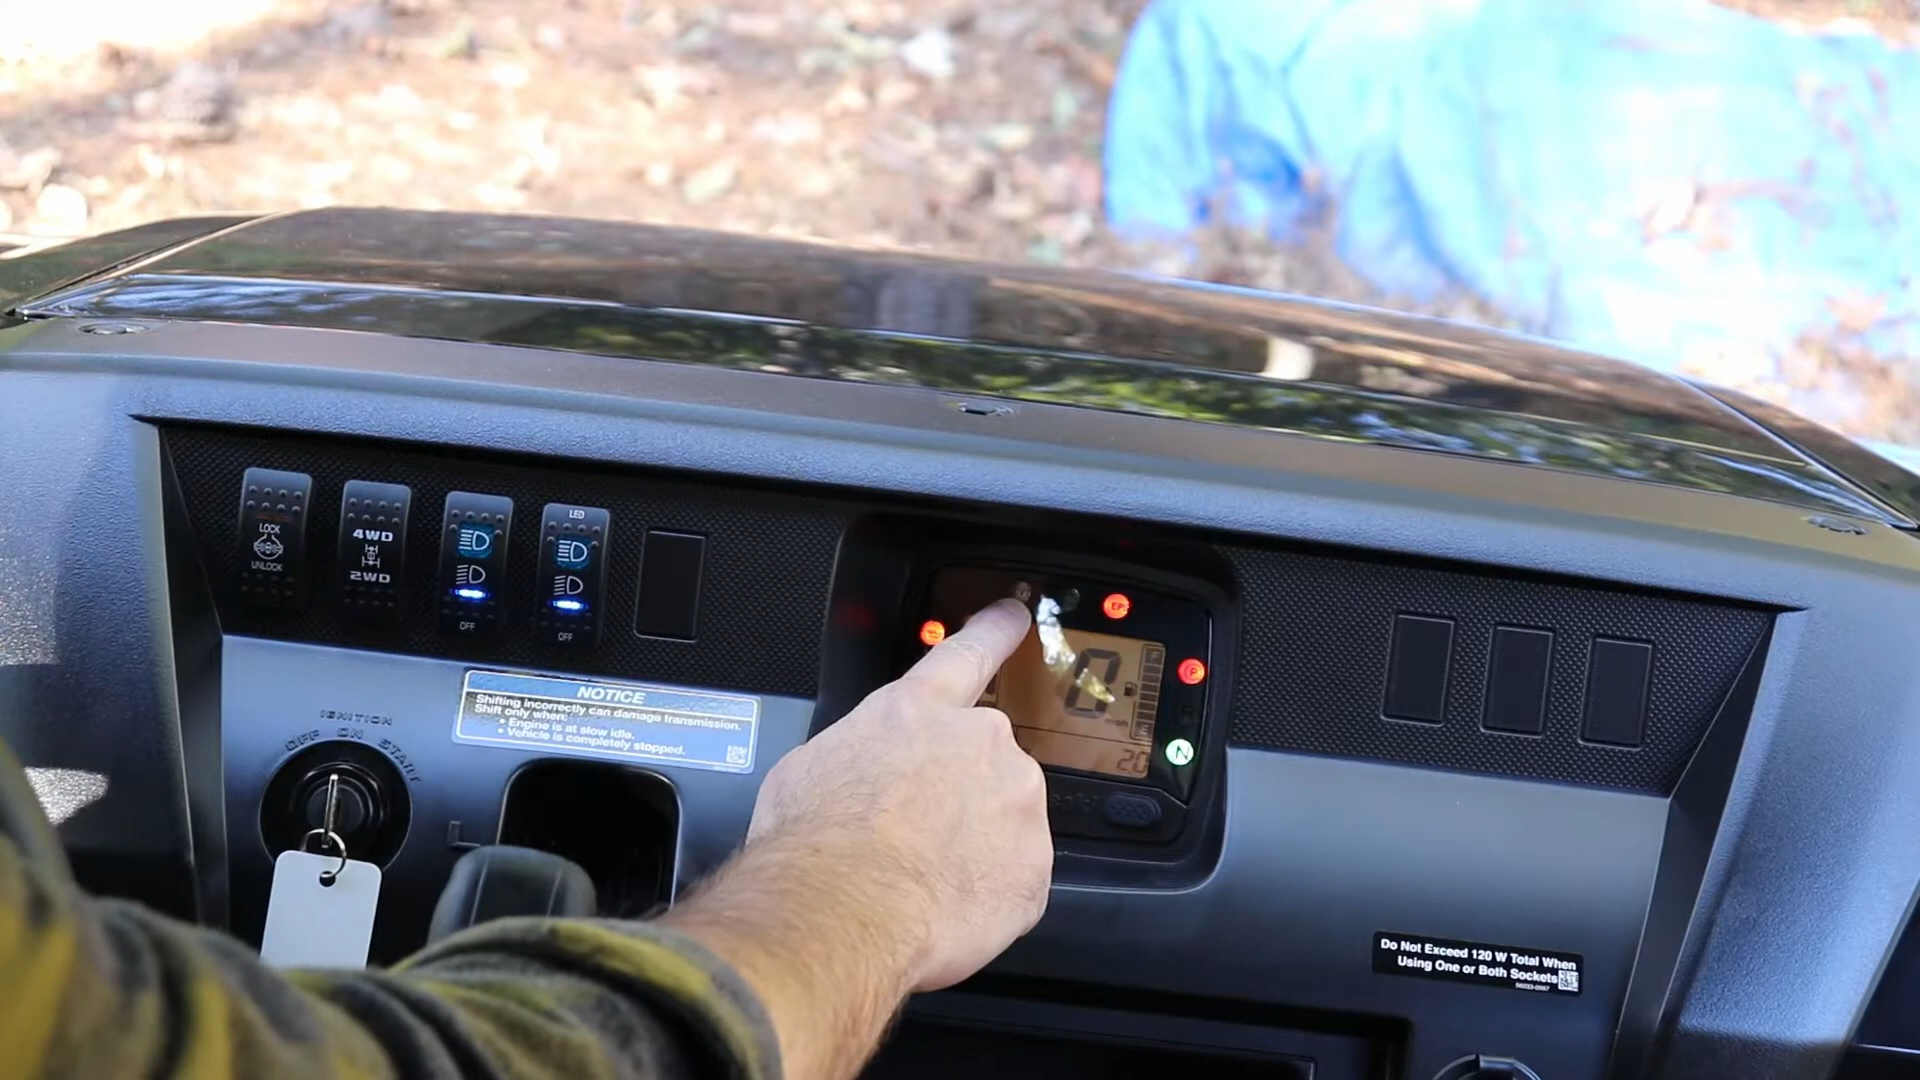 LOCK
UNLOCK
4WD
2WD
OFF
LED
OFF
NOTICE
Shifting incorrectly can damage transmission.
Shift only when:
• Engine is at slow idle.
• Vehicle is completely stopped.
IGNITION
OFF ON START
EPS
P
N
F
E
8
mph
20
Do Not Exceed 120 W Total When
Using One or Both Sockets